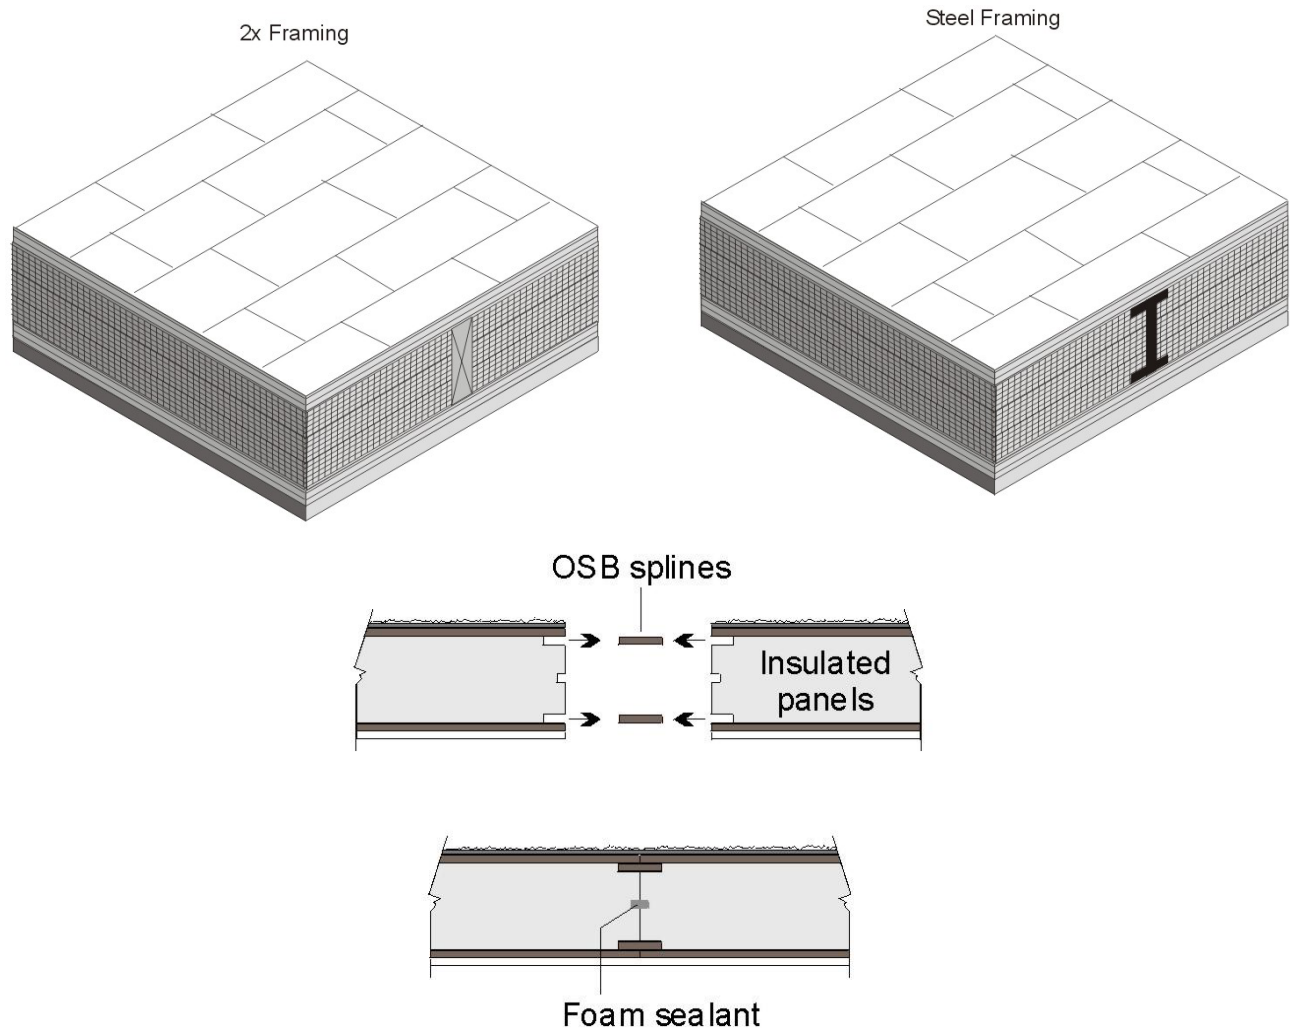 2x Framing
Steel Framing
OSB splines
Insulated
panels
Foam sealant